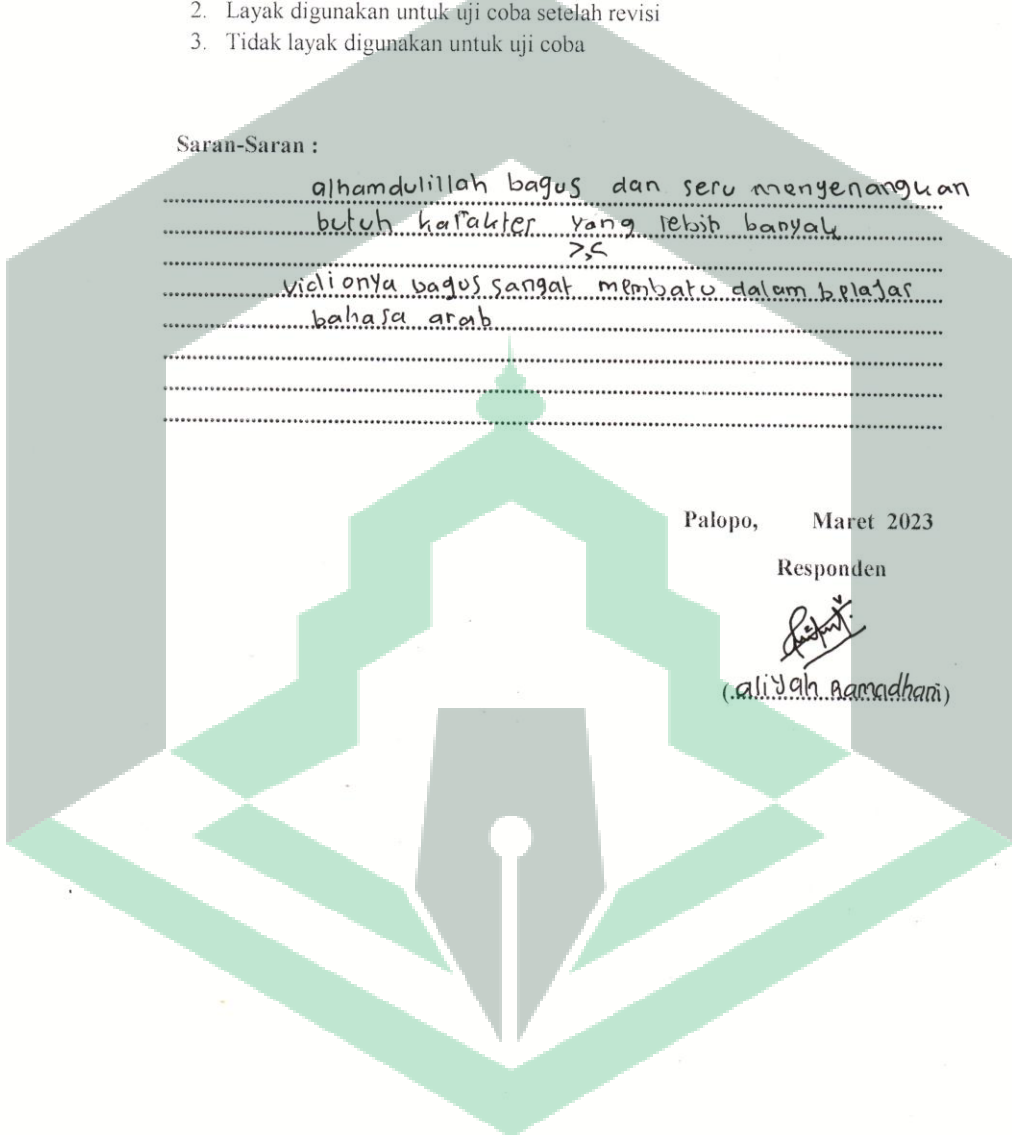 2. Layak digunakan untuk uji coba setelah revisi
3. Tidak layak digunakan untuk uji coba
Saran-Saran :
alhamdulillah bagus dan seru menyenangkan
butuh karakter yang lebih banyak
>,<
vidionya bagus sangat membatu dalam belajar
bahasa arab
Palopo, Maret 2023
Responden
(aliyah Ramadhani)